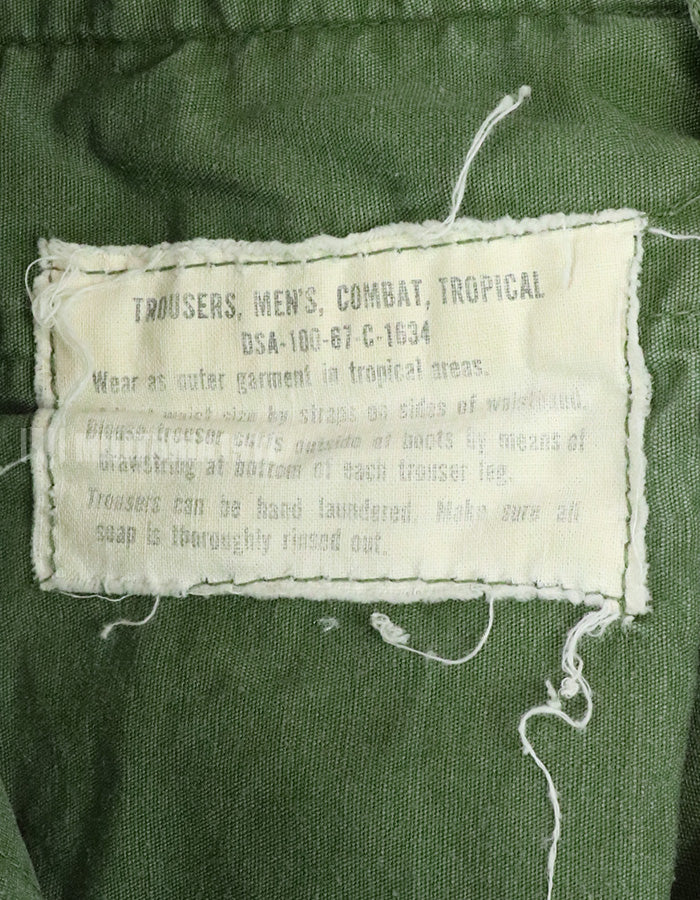 TROUSERS, MEN'S, COMBAT, TROPICAL
DSA-100-67-C-1634
Wear as outer garment in tropical areas.
waist size by straps on sides of waistband.
Blouse trouser cuffs outside of boots by means of
drawstring at bottom of each trouser leg.
Trousers can be hand laundered. Make sure all
soap is thoroughly rinsed out.